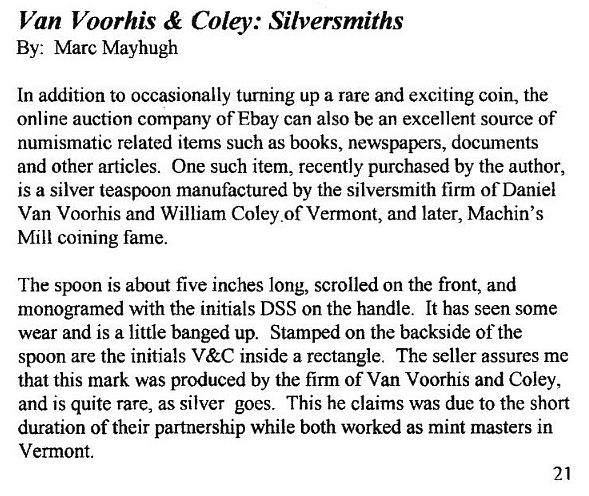 Van Voorhis & Coley: Silversmiths
By: Marc Mayhugh
In addition to occasionally turning up a rare and exciting coin, the
online auction company of Ebay can also be an excellent source of
numismatic related items such as books, newspapers, documents
and other articles. One such item, recently purchased by the author,
is a silver teaspoon manufactured by the silversmith firm of Daniel
Van Voorhis and William Coley of Vermont, and later, Machin's
Mill coining fame.
The spoon is about five inches long, scrolled on the front, and
monogramed with the initials DSS on the handle. It has seen some
wear and is a little banged up. Stamped on the backside of the
spoon are the initials V&C inside a rectangle. The seller assures me
that this mark was produced by the firm of Van Voorhis and Coley,
and is quite rare, as silver goes. This he claims was due to the short
duration of their partnership while both worked as mint masters in
Vermont.
21